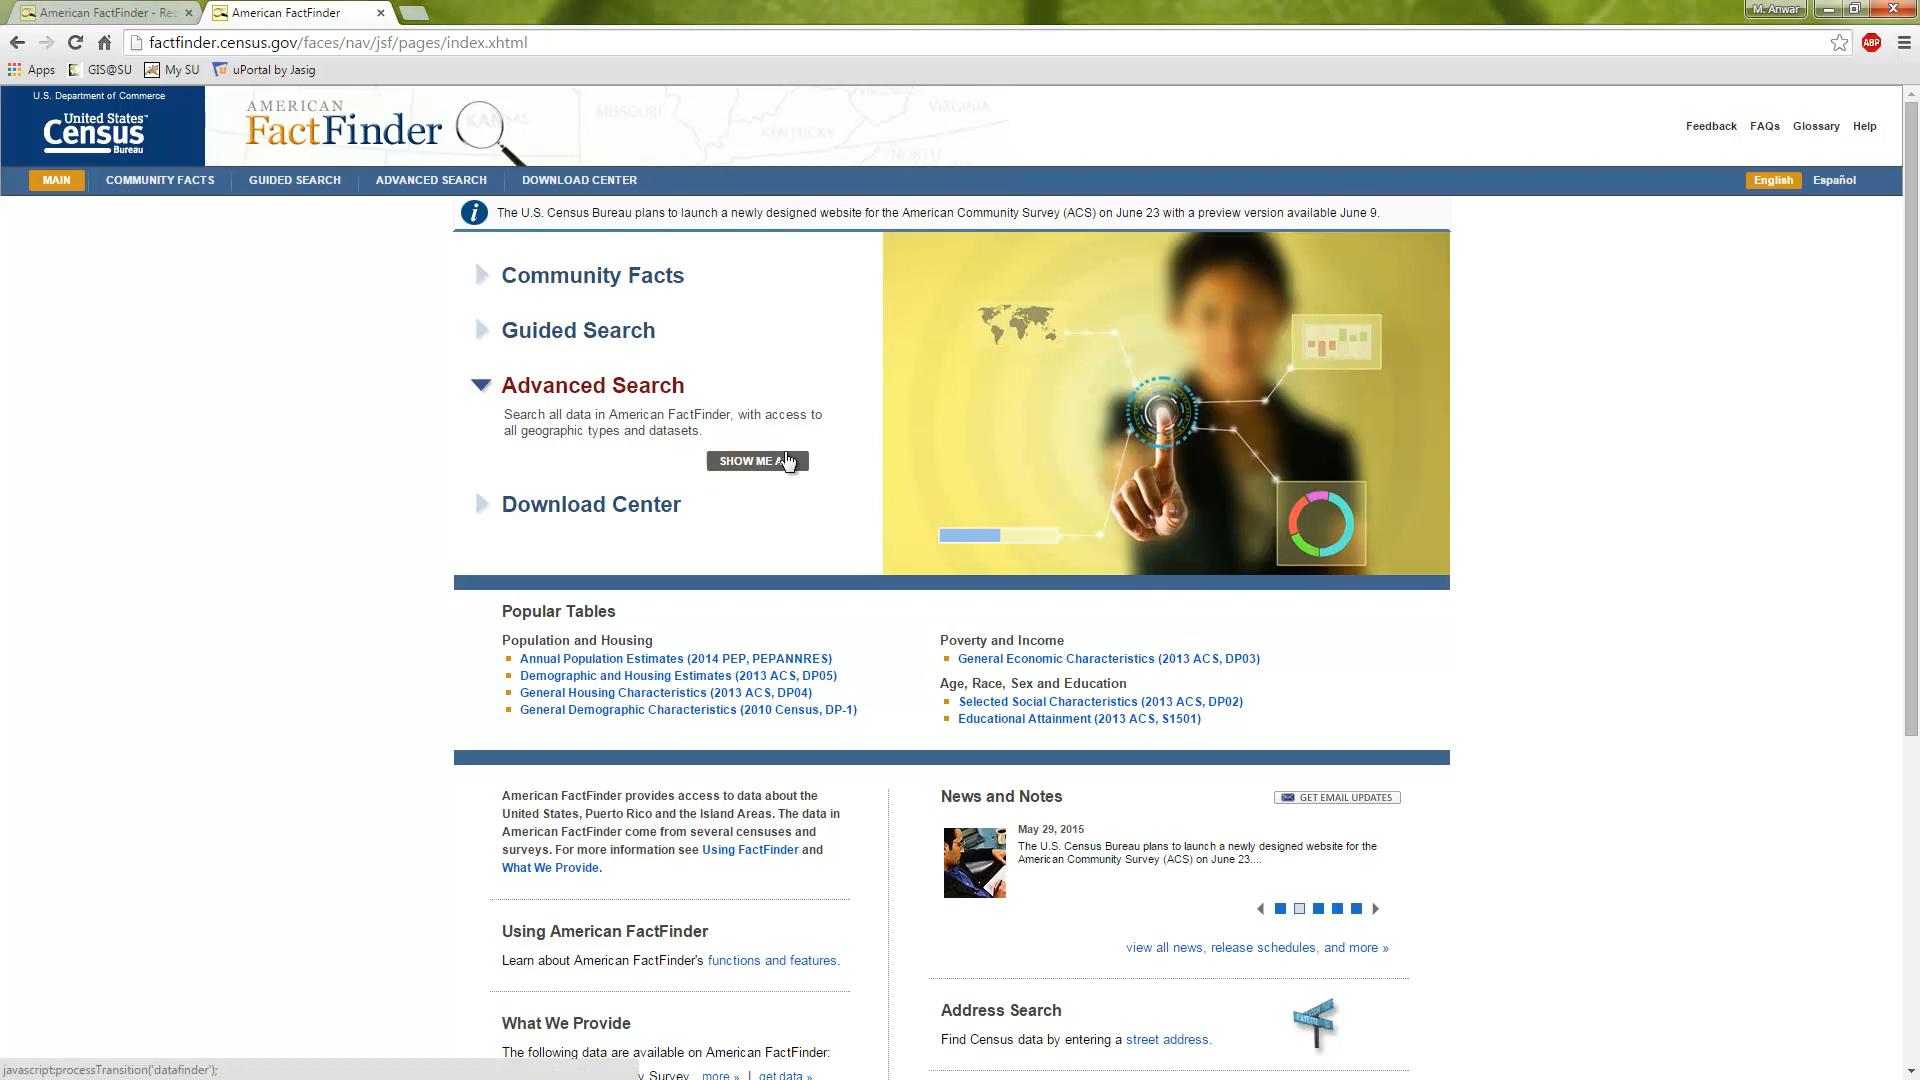 American FactFinder - Res
American FactFinder
M. Anwar
factfinder.census.gov/faces/nav/jsf/pages/index.xhtml
ABP
Apps
GIS@SU
My SU
uPortal by Jasig
U.S. Department of Commerce
United States
Census
Bureau
AMERICAN
FactFinder
KANSAS
MISSOURI
KENTUCKY
VIRGINIA
NORTH
Feedback
FAQs
Glossary
Help
MAIN
COMMUNITY FACTS
GUIDED SEARCH
ADVANCED SEARCH
DOWNLOAD CENTER
English
Español
The U.S. Census Bureau plans to launch a newly designed website for the American Community Survey (ACS) on June 23 with a preview version available June 9.
Community Facts
Guided Search
Advanced Search
Search all data in American FactFinder, with access to
all geographic types and datasets.
SHOW ME
Download Center
Popular Tables
Population and Housing
Annual Population Estimates (2014 PEP, PEPANNRES)
Demographic and Housing Estimates (2013 ACS, DP05)
General Housing Characteristics (2013 ACS, DP04)
General Demographic Characteristics (2010 Census, DP-1)
Poverty and Income
General Economic Characteristics (2013 ACS, DP03)
Age, Race, Sex and Education
Selected Social Characteristics (2013 ACS, DP02)
Educational Attainment (2013 ACS, S1501)
American FactFinder provides access to data about the
United States, Puerto Rico and the Island Areas. The data in
American FactFinder come from several censuses and
surveys. For more information see Using FactFinder and
What We Provide.
Using American FactFinder
Learn about American FactFinder's functions and features.
What We Provide
The following data are available on American FactFinder:
y Survey more » | get data »
News and Notes
GET EMAIL UPDATES
May 29, 2015
The U.S. Census Bureau plans to launch a newly designed website for the
American Community Survey (ACS) on June 23....
view all news, release schedules, and more »
Address Search
Find Census data by entering a street address.
javascript:processTransition('datafinder');